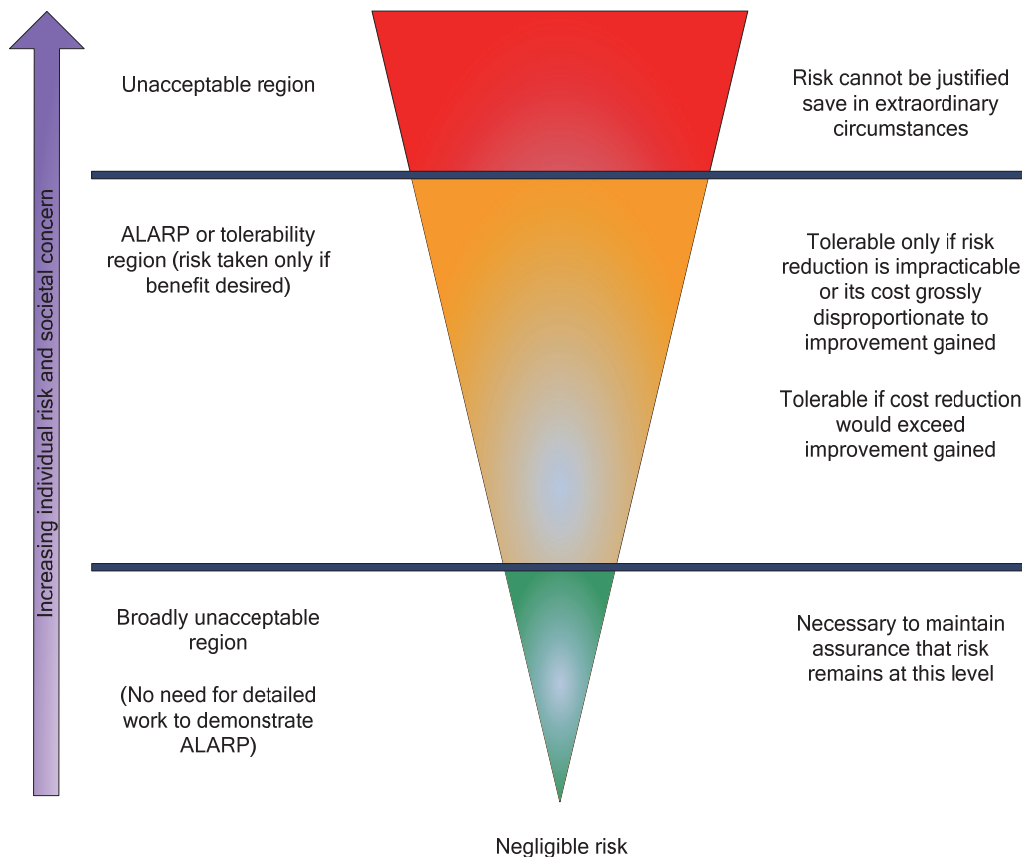 Increasing individual risk and societal concern
Unacceptable region
Risk cannot be justified
save in extraordinary
circumstances
ALARP or tolerability
region (risk taken only if
benefit desired)
Tolerable only if risk
reduction is impracticable
or its cost grossly
disproportionate to
improvement gained
Tolerable if cost reduction
would exceed
improvement gained
Broadly unacceptable
region
(No need for detailed
work to demonstrate
ALARP)
Necessary to maintain
assurance that risk
remains at this level
Negligible risk